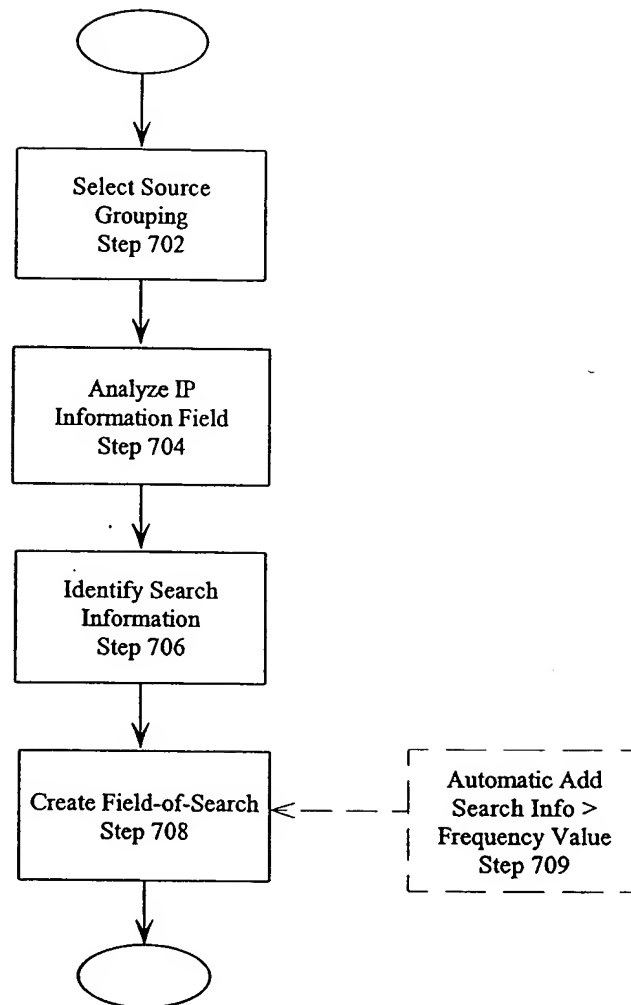 Select Source
Grouping
Step 702
Analyze IP
Information Field
Step 704
Identify Search
Information
Step 706
Create Field-of-Search
Step 708
Automatic Add
Search Info >
Frequency Value
Step 709